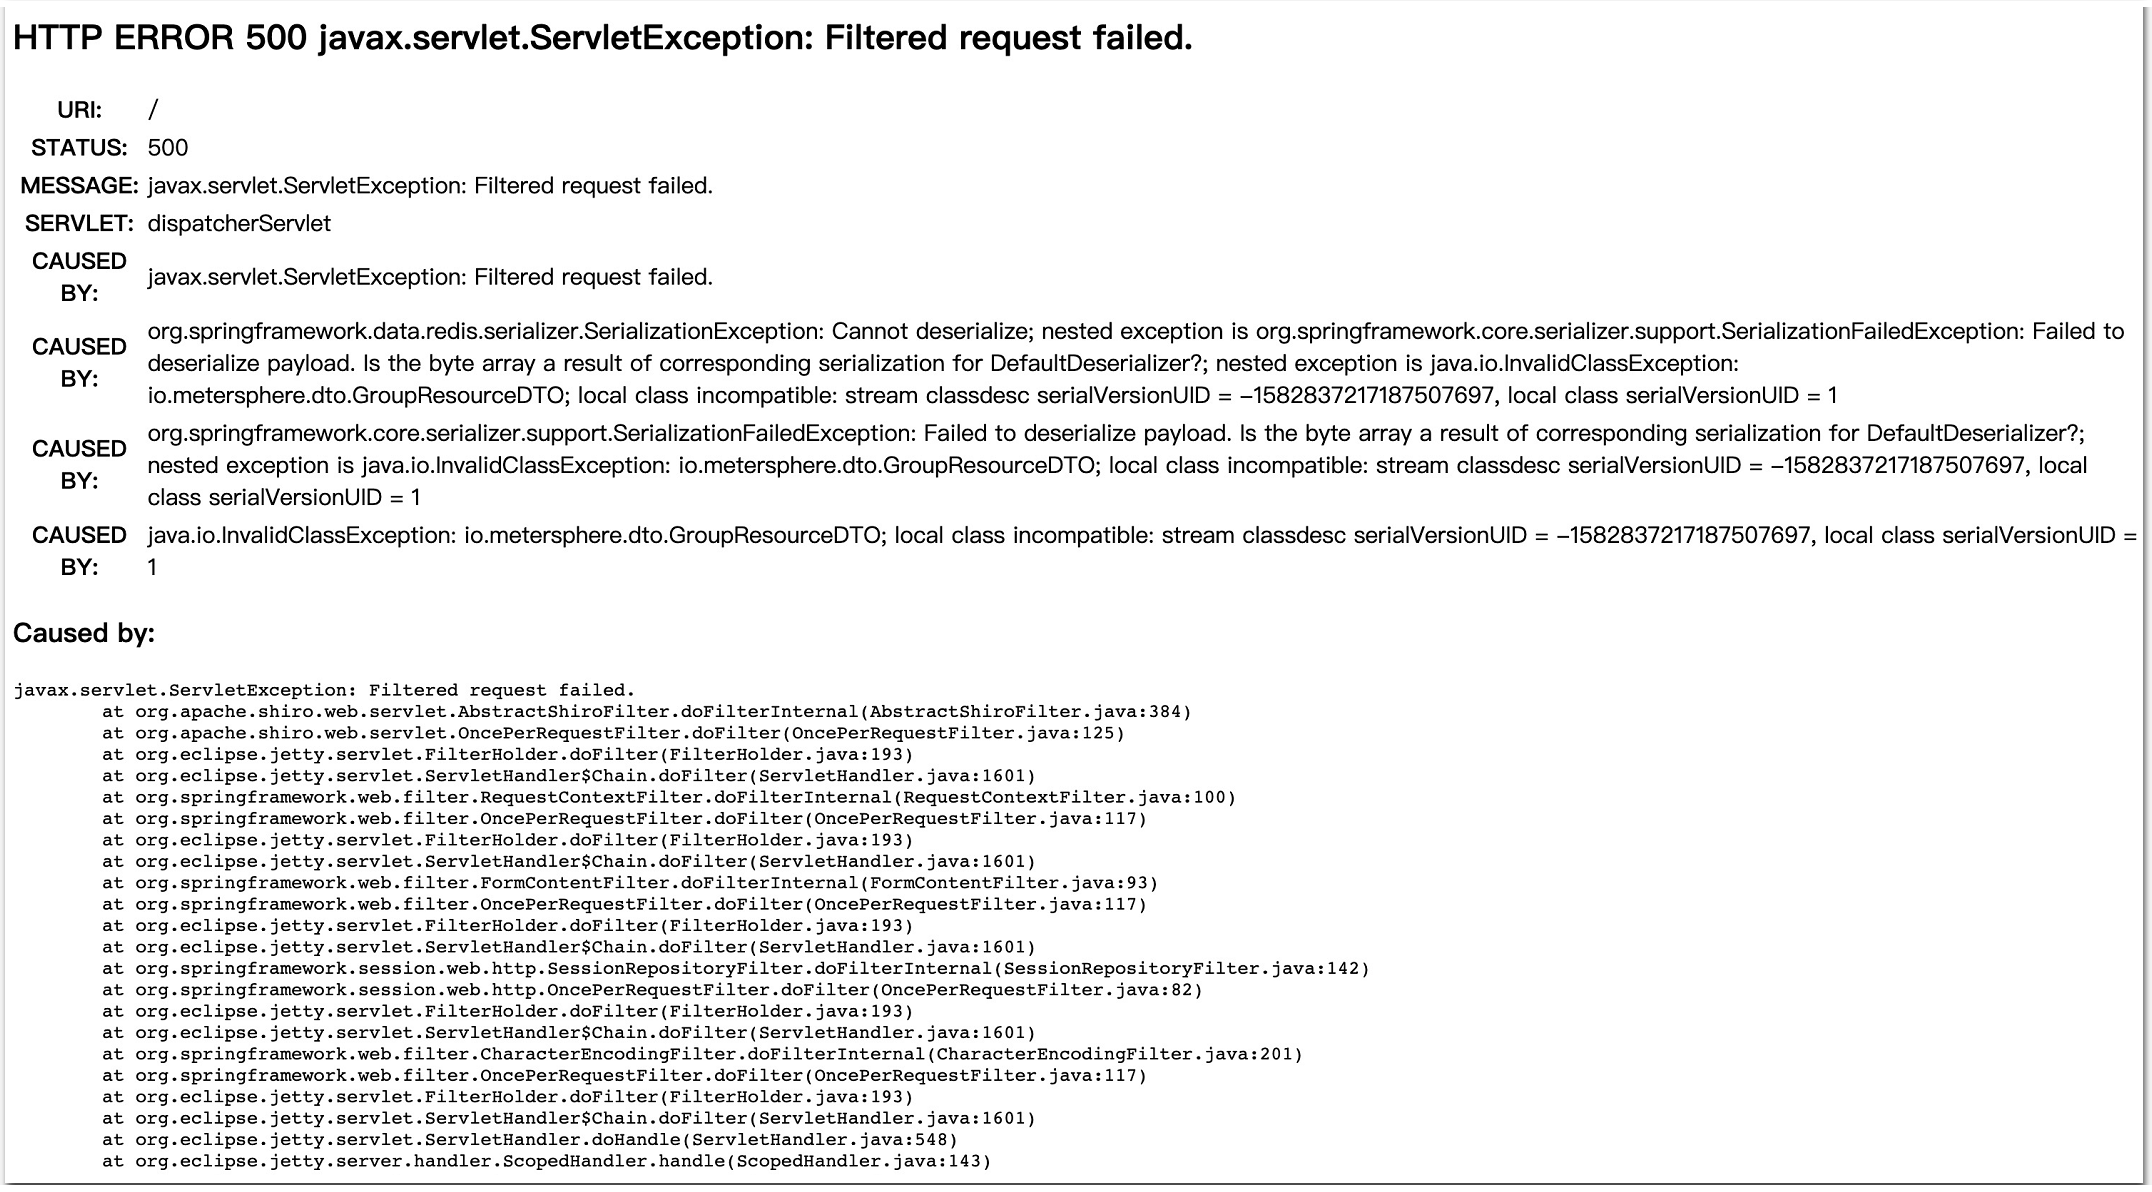 HTTP ERROR 500 javax.servlet.ServletException: Filtered request failed.
URI: /
STATUS: 500
MESSAGE: javax.servlet.ServletException: Filtered request failed.
SERVLET: dispatcherServlet
CAUSED BY: javax.servlet.ServletException: Filtered request failed.
CAUSED BY: org.springframework.data.redis.serializer.SerializationException: Cannot deserialize; nested exception is org.springframework.core.serializer.support.SerializationFailedException: Failed to
deserialize payload. Is the byte array a result of corresponding serialization for DefaultDeserializer?; nested exception is java.io.InvalidClassException:
io.metersphere.dto.GroupResourceDTO; local class incompatible: stream classdesc serialVersionUID = −1582837217187507697, local class serialVersionUID = 1
CAUSED BY: org.springframework.core.serializer.support.SerializationFailedException: Failed to deserialize payload. Is the byte array a result of corresponding serialization for DefaultDeserializer?;
nested exception is java.io.InvalidClassException: io.metersphere.dto.GroupResourceDTO; local class incompatible: stream classdesc serialVersionUID = −1582837217187507697, local
class serialVersionUID = 1
CAUSED BY: java.io.InvalidClassException: io.metersphere.dto.GroupResourceDTO; local class incompatible: stream classdesc serialVersionUID = −1582837217187507697, local class serialVersionUID =
1
Caused by:
javax.servlet.ServletException: Filtered request failed.
at org.apache.shiro.web.servlet.AbstractShiroFilter.doFilterInternal(AbstractShiroFilter.java:384)
at org.apache.shiro.web.servlet.OncePerRequestFilter.doFilter(OncePerRequestFilter.java:125)
at org.eclipse.jetty.servlet.FilterHolder.doFilter(FilterHolder.java:193)
at org.eclipse.jetty.servlet.ServletHandler$Chain.doFilter(ServletHandler.java:1601)
at org.springframework.web.filter.RequestContextFilter.doFilterInternal(RequestContextFilter.java:100)
at org.springframework.web.filter.OncePerRequestFilter.doFilter(OncePerRequestFilter.java:117)
at org.eclipse.jetty.servlet.FilterHolder.doFilter(FilterHolder.java:193)
at org.eclipse.jetty.servlet.ServletHandler$Chain.doFilter(ServletHandler.java:1601)
at org.springframework.web.filter.FormContentFilter.doFilterInternal(FormContentFilter.java:93)
at org.springframework.web.filter.OncePerRequestFilter.doFilter(OncePerRequestFilter.java:117)
at org.eclipse.jetty.servlet.FilterHolder.doFilter(FilterHolder.java:193)
at org.eclipse.jetty.servlet.ServletHandler$Chain.doFilter(ServletHandler.java:1601)
at org.springframework.session.web.http.SessionRepositoryFilter.doFilterInternal(SessionRepositoryFilter.java:142)
at org.springframework.session.web.http.OncePerRequestFilter.doFilter(OncePerRequestFilter.java:82)
at org.eclipse.jetty.servlet.FilterHolder.doFilter(FilterHolder.java:193)
at org.eclipse.jetty.servlet.ServletHandler$Chain.doFilter(ServletHandler.java:1601)
at org.springframework.web.filter.CharacterEncodingFilter.doFilterInternal(CharacterEncodingFilter.java:201)
at org.springframework.web.filter.OncePerRequestFilter.doFilter(OncePerRequestFilter.java:117)
at org.eclipse.jetty.servlet.FilterHolder.doFilter(FilterHolder.java:193)
at org.eclipse.jetty.servlet.ServletHandler$Chain.doFilter(ServletHandler.java:1601)
at org.eclipse.jetty.servlet.ServletHandler.doHandle(ServletHandler.java:548)
at org.eclipse.jetty.server.handler.ScopedHandler.handle(ScopedHandler.java:143)